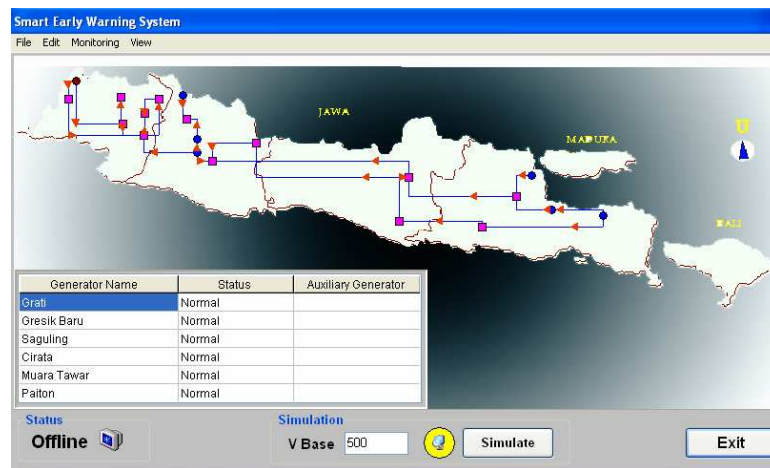 Smart Early Warning System
File Edit Monitoring View
JAWA
MADURA
U
BALI
Generator Name Status Auxiliary Generator
Grati Normal
Gresik Baru Normal
Saguling Normal
Cirata Normal
Muara Tawar Normal
Paiton Normal
Status
Offline
Simulation
V Base 500 Simulate
Exit